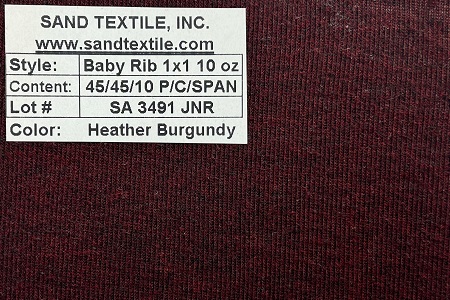 SAND TEXTILE, INC.
www.sandtextile.com
Style: Baby Rib 1x1 10 oz
Content: 45/45/10 P/C/SPAN
Lot # SA 3491 JNR
Color: Heather Burgundy